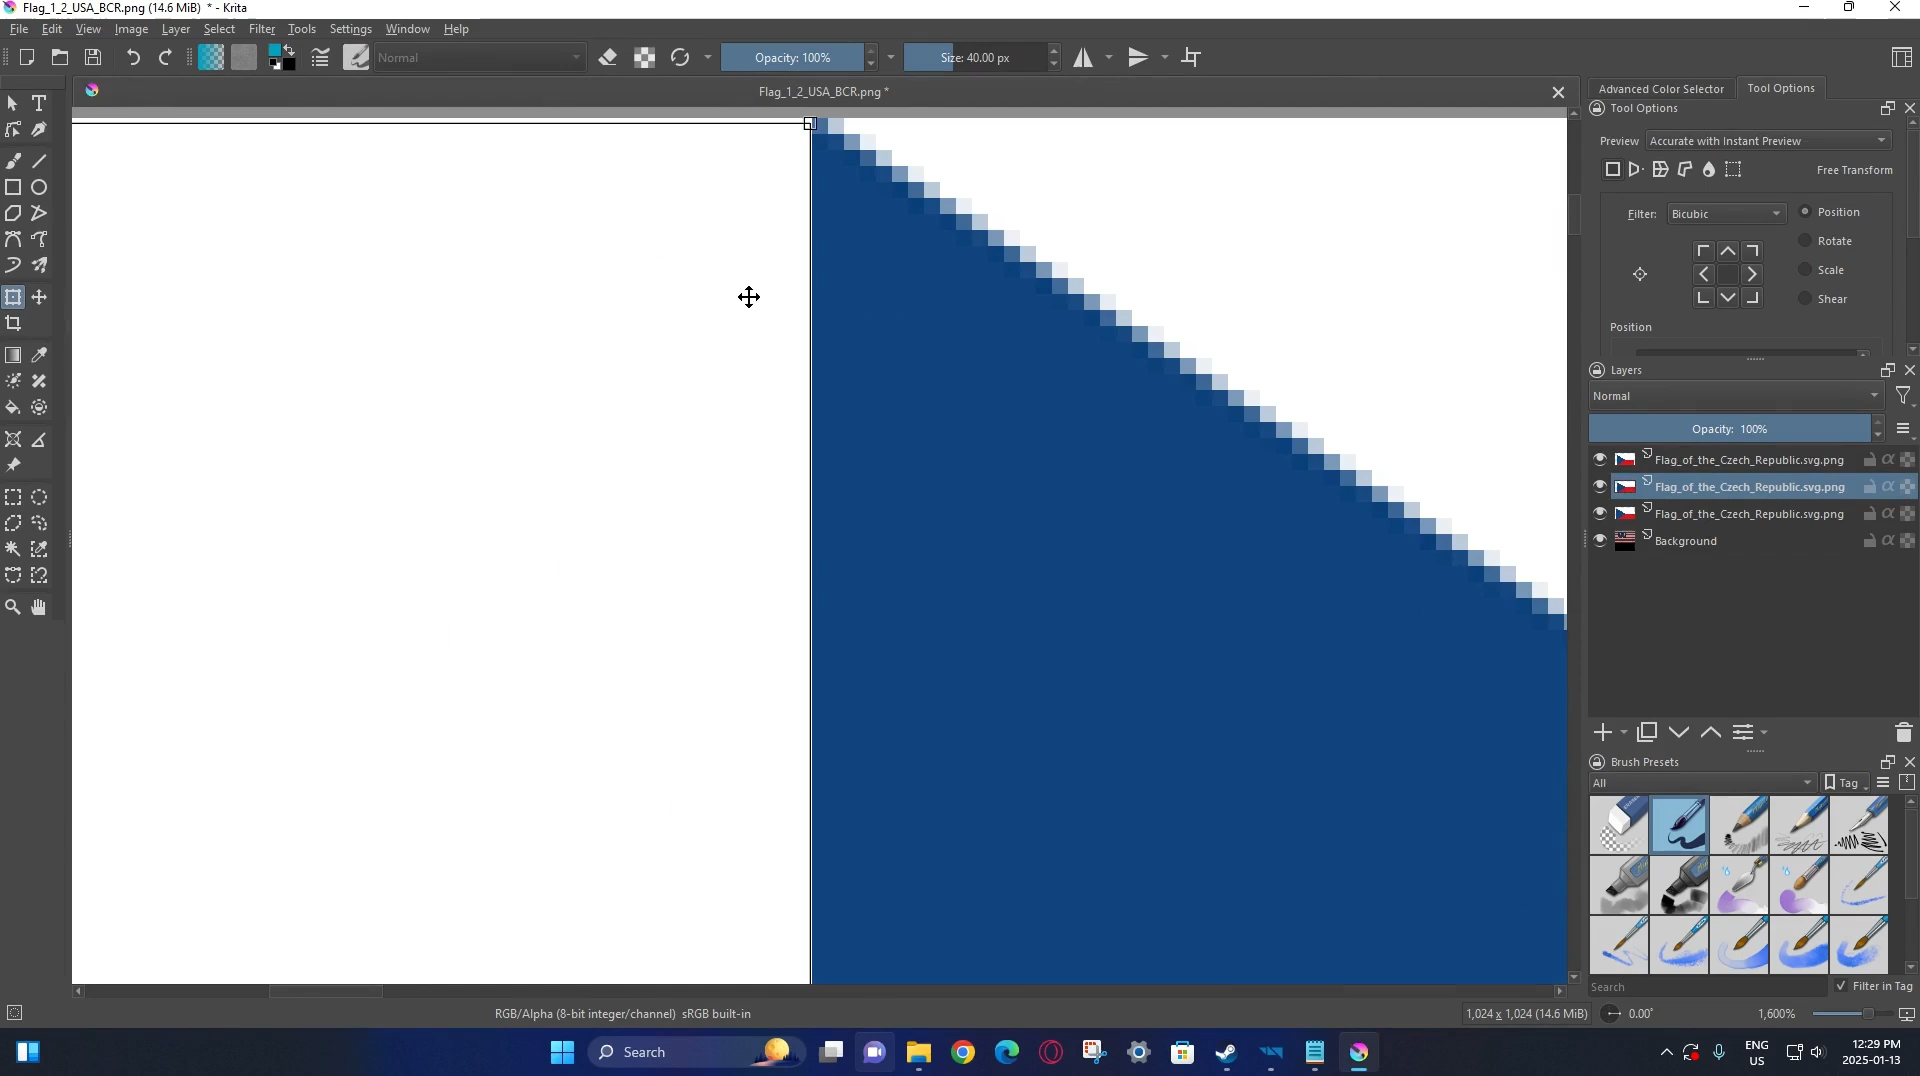 Flag_1_2_USA_BCR.png (14.6 MiB)  * - Krita
File Edit View Image Layer Select Filter Tools Settings Window Help
Normal
Opacity: 100%
Size: 40.00 px
Flag_1_2_USA_BCR.png *
Advanced Color Selector
Tool Options
Tool Options
Preview Accurate with Instant Preview
Free Transform
Filter: Bicubic
Position
Rotate
Scale
Shear
Position
Layers
Normal
Opacity: 100%
Flag_of_the_Czech_Republic.svg.png
Flag_of_the_Czech_Republic.svg.png
Flag_of_the_Czech_Republic.svg.png
Background
Brush Presets
All
Tag
Search
Filter in Tag
RGB/Alpha (8-bit integer/channel)  sRGB built-in
1,024 x 1,024 (14.6 MiB)
0.00°
1,600%
Search
ENG
US
12:29 PM
2025-01-13